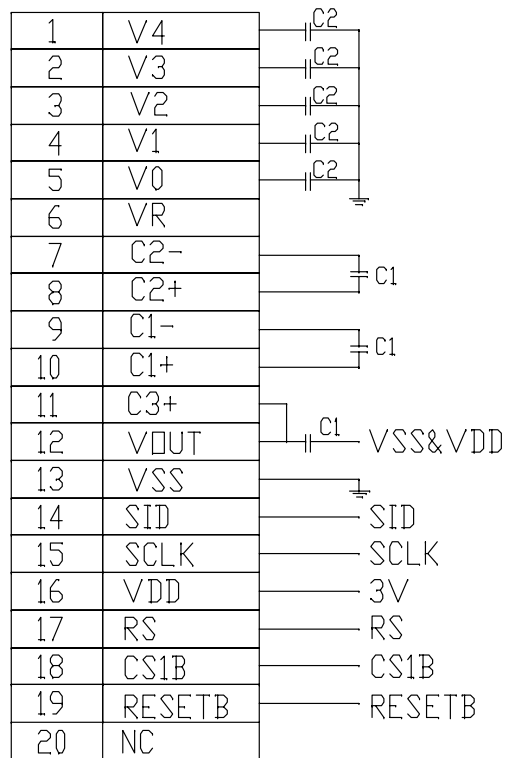 1 V4 C2
2 V3 C2
3 V2 C2
4 V1 C2
5 V0 C2
6 VR
7 C2-
8 C2+ C1
9 C1-
10 C1+ C1
11 C3+
12 VOUT C1 VSS&VDD
13 VSS
14 SID SID
15 SCLK SCLK
16 VDD 3V
17 RS RS
18 CS1B CS1B
19 RESETB RESETB
20 NC